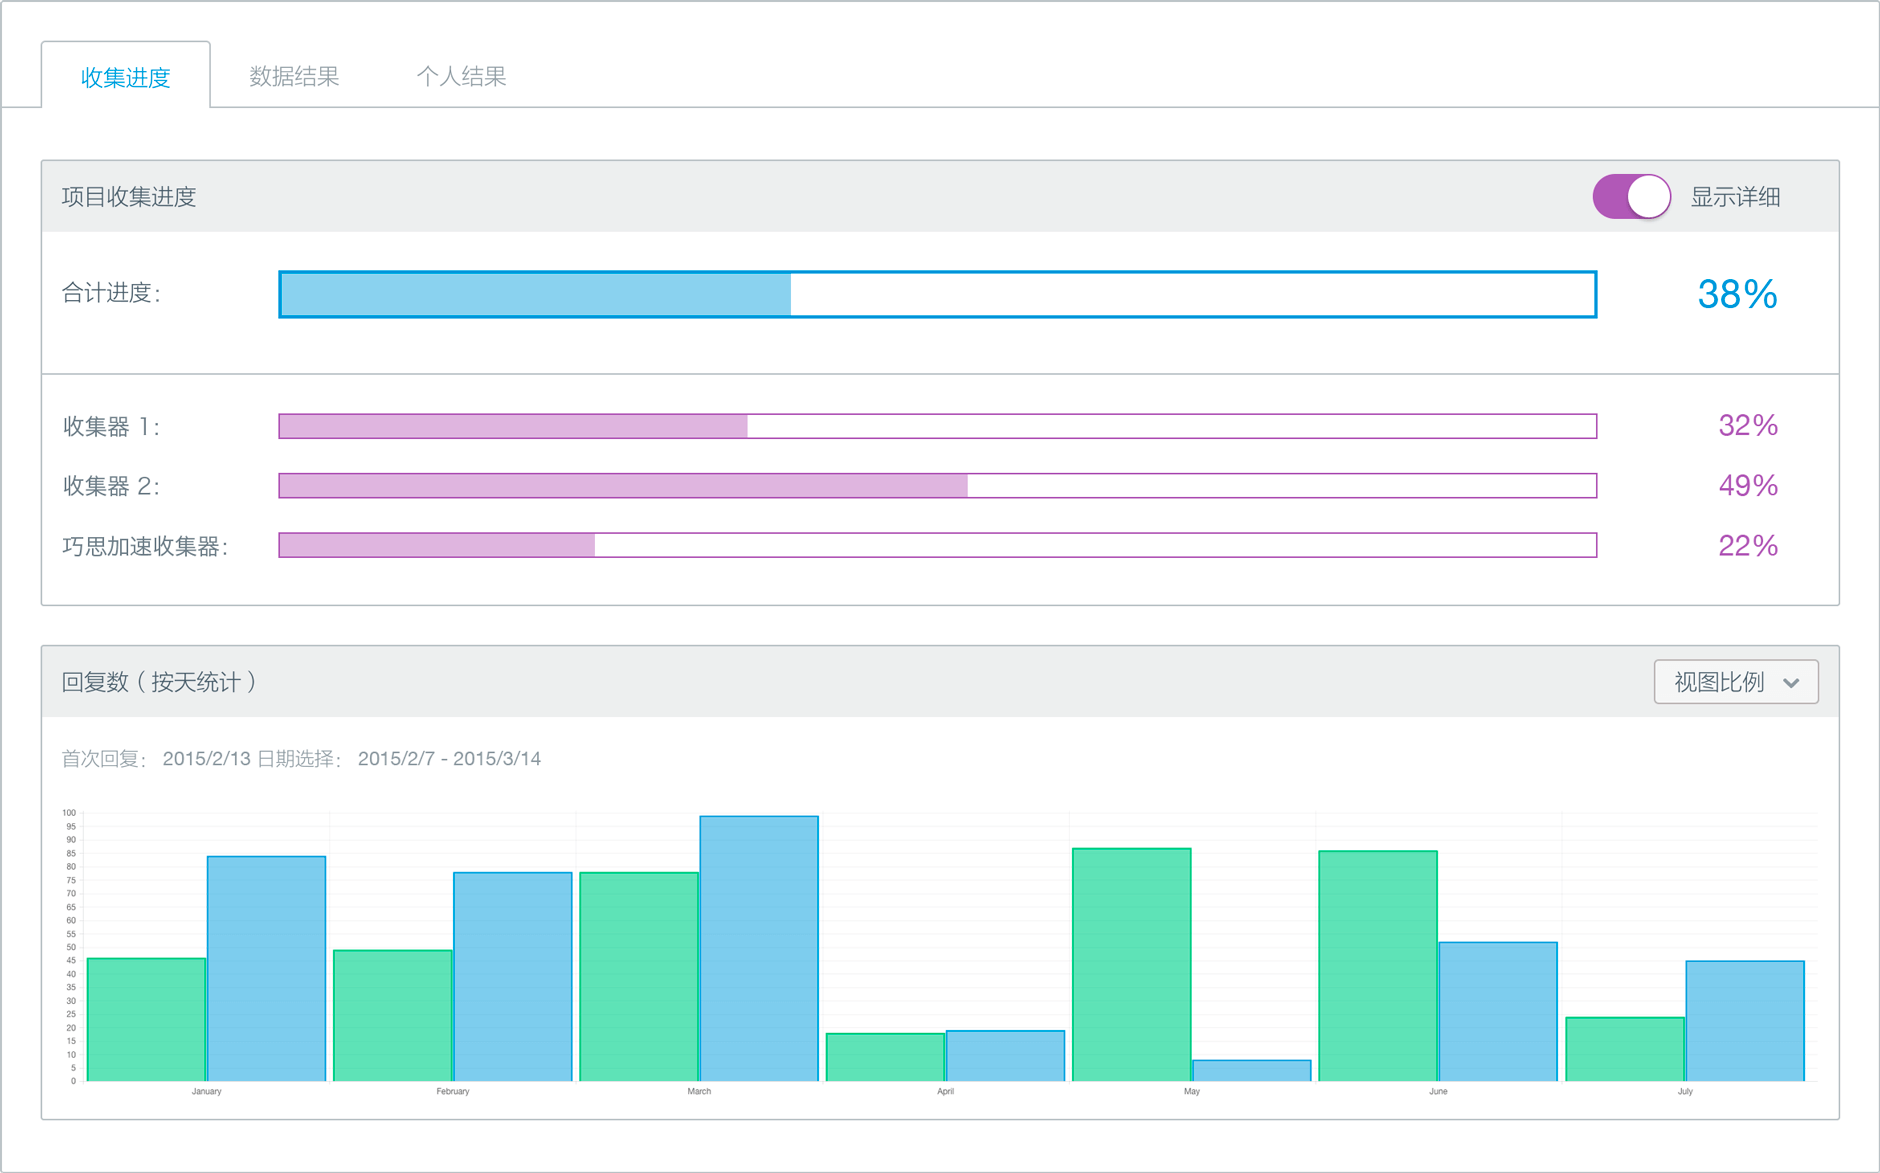 收集进度 数据结果 个人结果
项目收集进度 显示详细
合计进度： 38%
收集器 1： 32%
收集器 2： 49%
巧思加速收集器： 22%
回复数（按天统计） 视图比例
首次回复： 2015/2/13 日期选择： 2015/2/7 - 2015/3/14
100
95
90
85
80
75
70
65
60
55
50
45
40
35
30
25
20
15
10
5
0
January February March April May June July